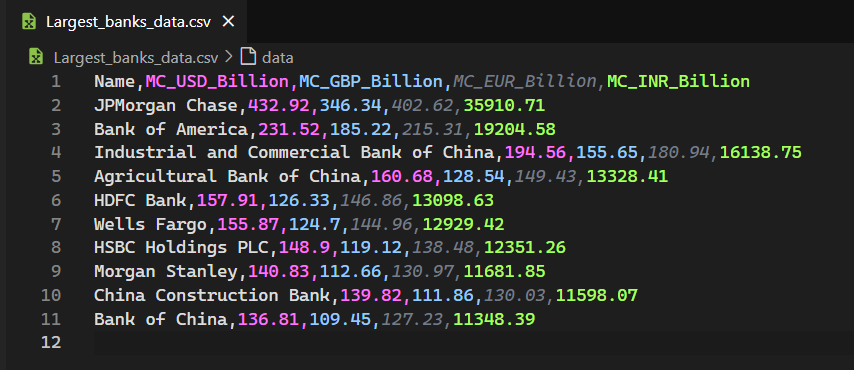 Largest_banks_data.csv
Largest_banks_data.csv > data
1 Name,MC_USD_Billion,MC_GBP_Billion,MC_EUR_Billion,MC_INR_Billion
2 JPMorgan Chase,432.92,346.34,402.62,35910.71
3 Bank of America,231.52,185.22,215.31,19204.58
4 Industrial and Commercial Bank of China,194.56,155.65,180.94,16138.75
5 Agricultural Bank of China,160.68,128.54,149.43,13328.41
6 HDFC Bank,157.91,126.33,146.86,13098.63
7 Wells Fargo,155.87,124.7,144.96,12929.42
8 HSBC Holdings PLC,148.9,119.12,138.48,12351.26
9 Morgan Stanley,140.83,112.66,130.97,11681.85
10 China Construction Bank,139.82,111.86,130.03,11598.07
11 Bank of China,136.81,109.45,127.23,11348.39
12